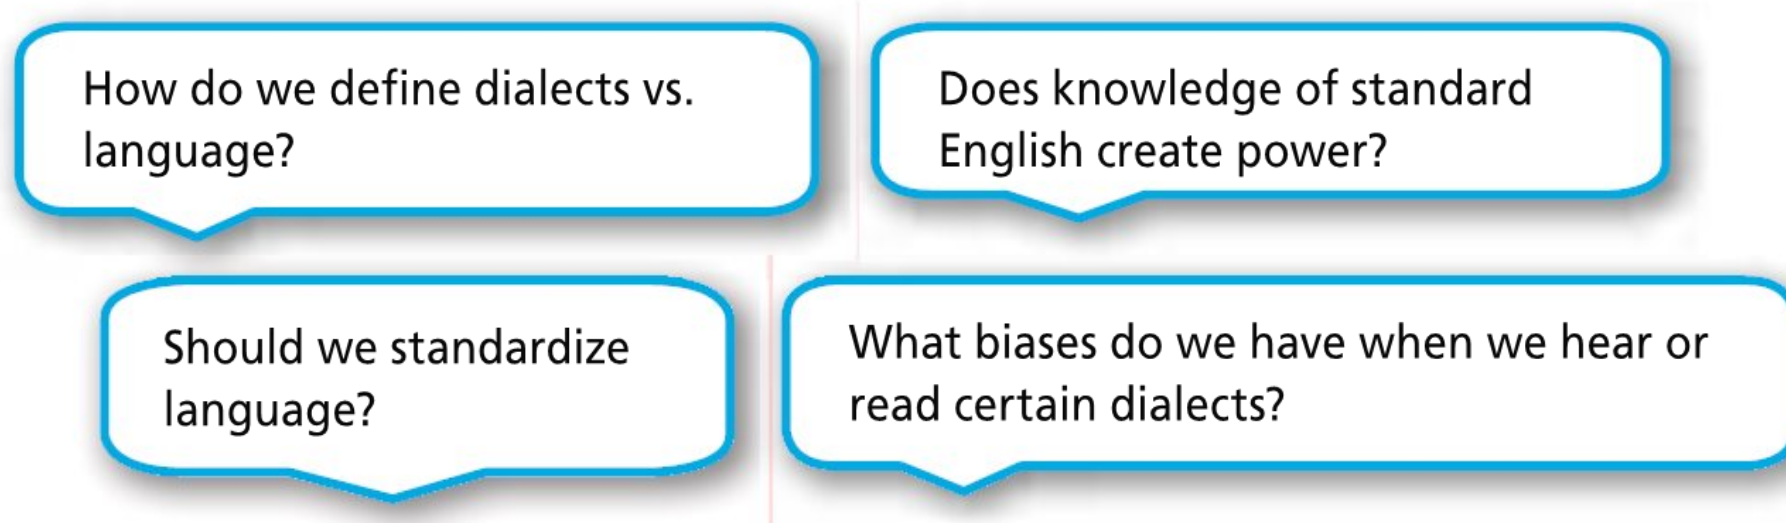 How do we define dialects vs.
language?
Does knowledge of standard
English create power?
Should we standardize
language?
What biases do we have when we hear or
read certain dialects?